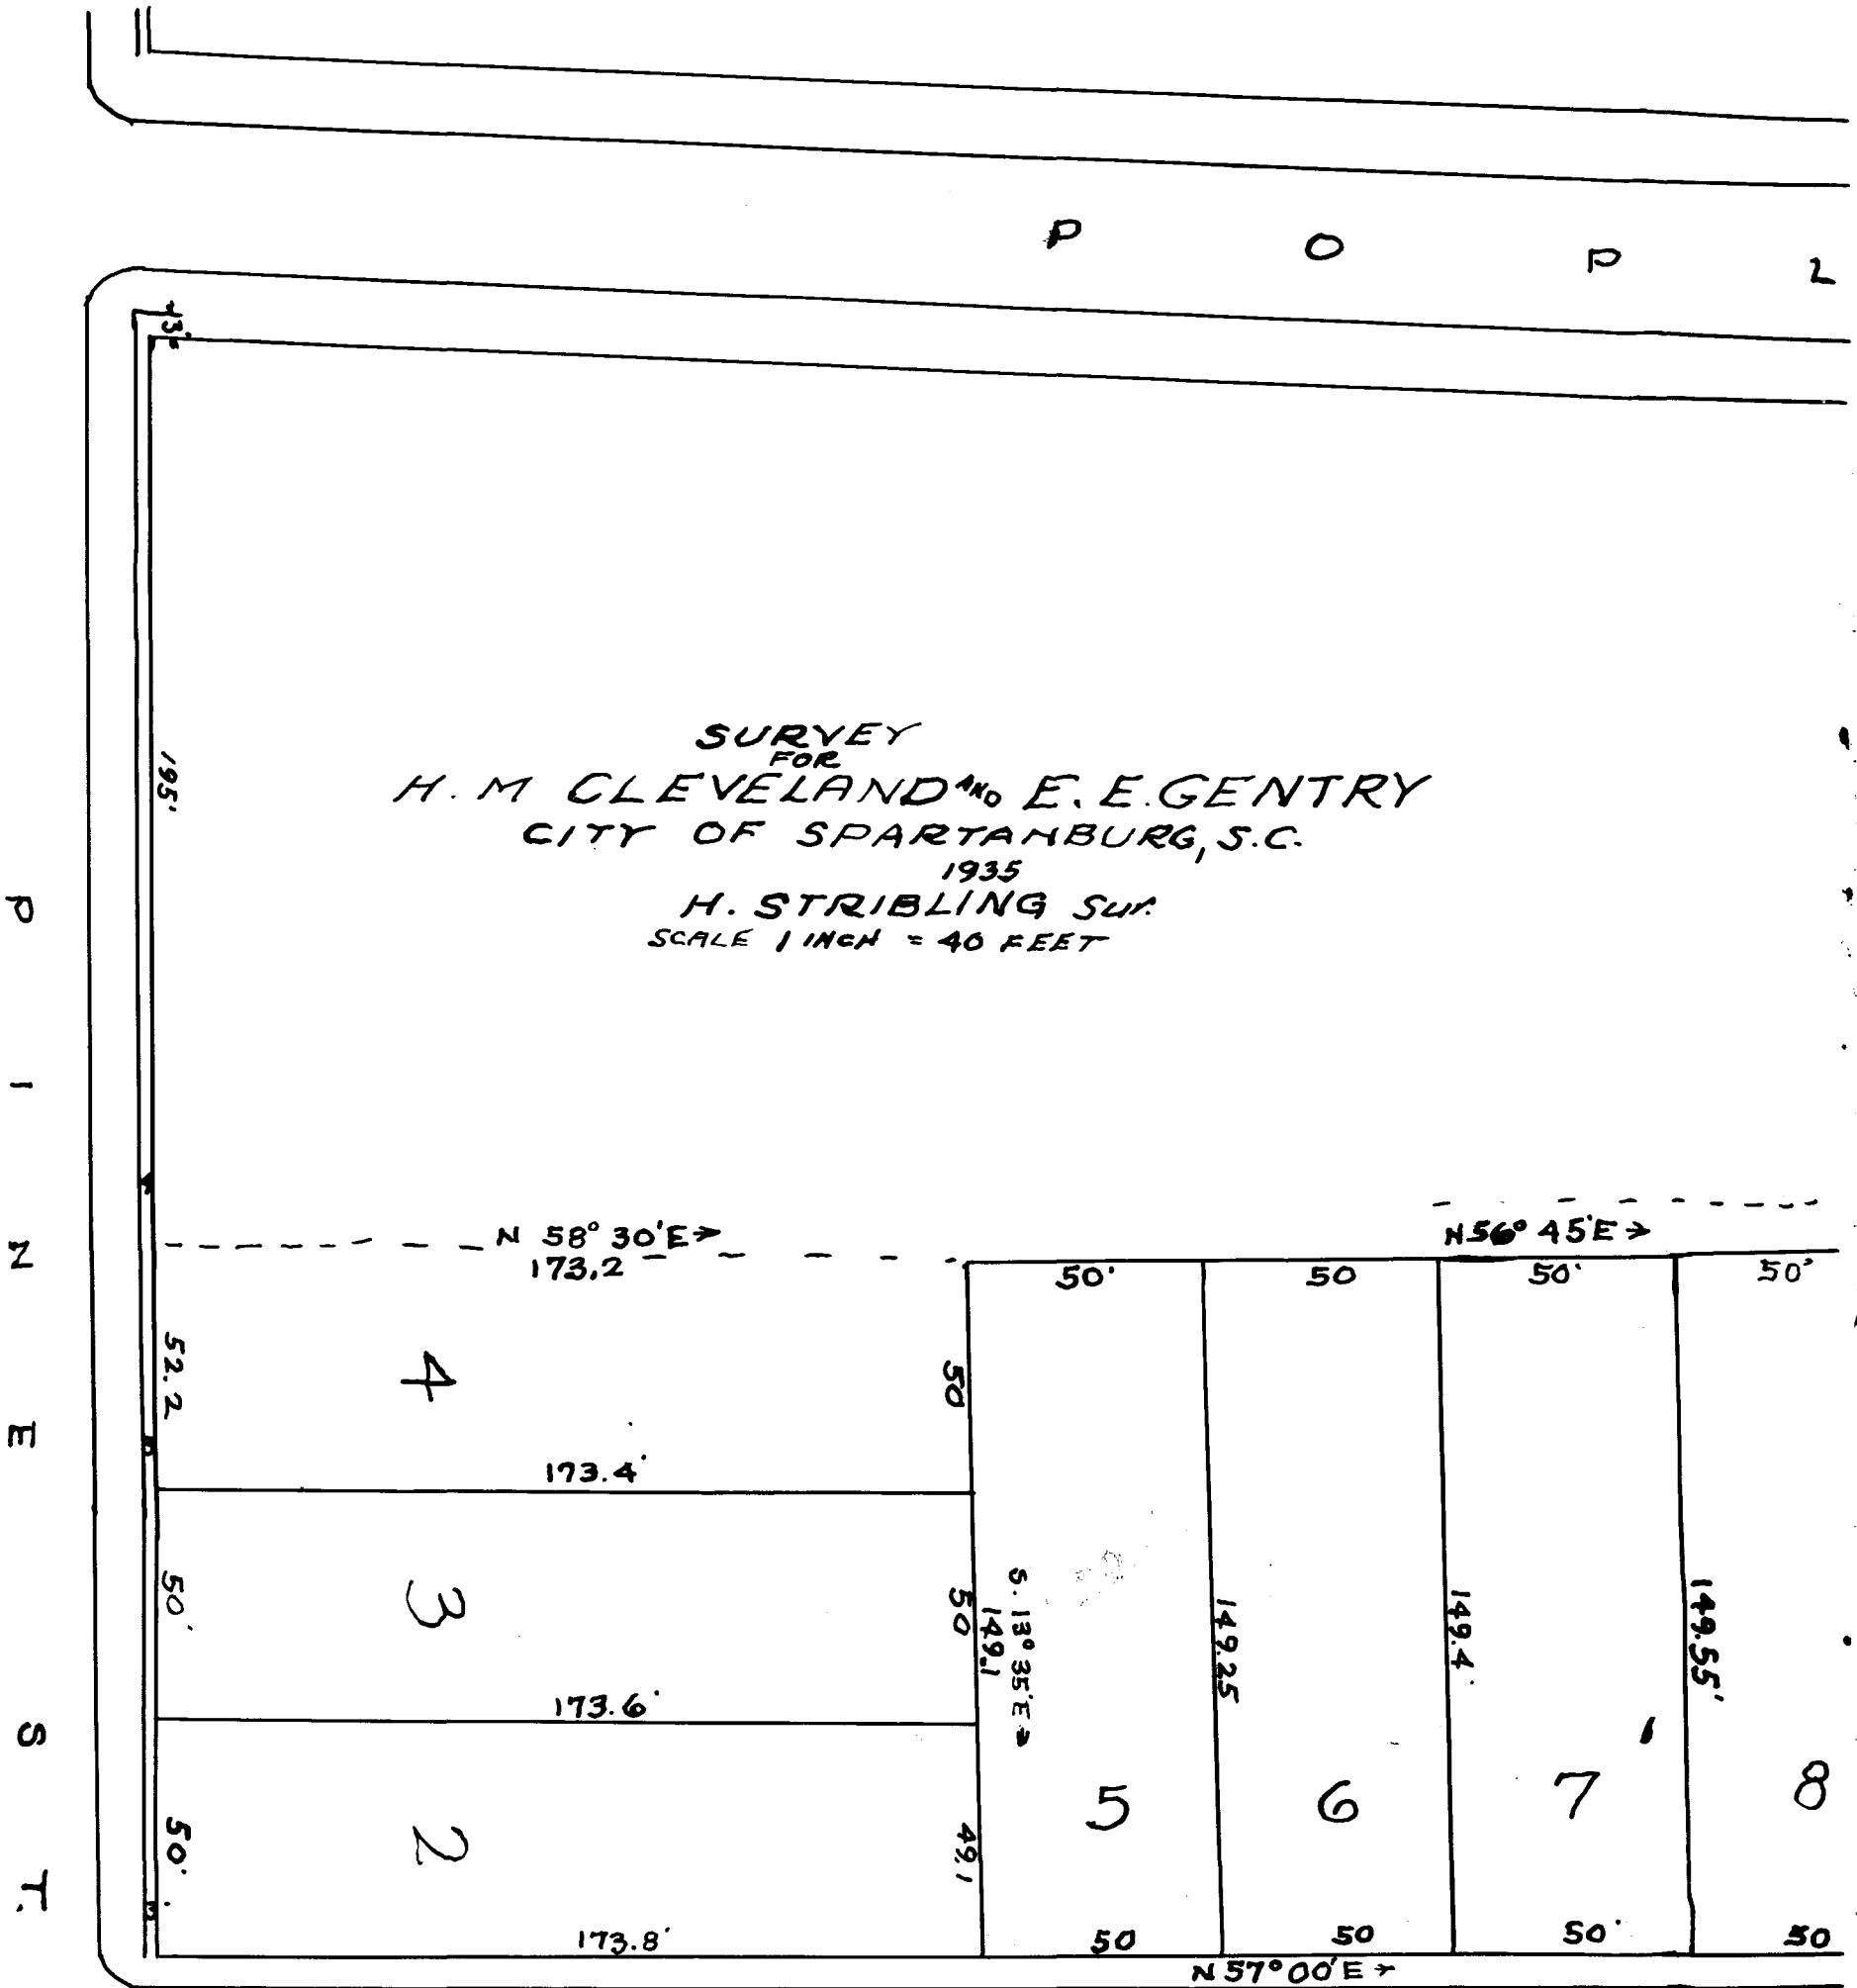 P O P L
13'
SURVEY
FOR
H. M CLEVELAND AND E. E. GENTRY
CITY OF SPARTANBURG, S.C.
1935
H. STRIBLING Sur.
SCALE 1 INCH = 40 FEET
195'
P I N E S T.
N 58° 30' E →
173.2
N 56° 45' E →
50'
50
50'
50'
52.2
4
50
173.4'
50'
3
50
S. 13° 35' E →
149.1
149.25
149.4'
149.55'
173.6'
50'
2
49.1
5
6
7
8
173.8'
50
50
50'
50
N 57° 00' E →